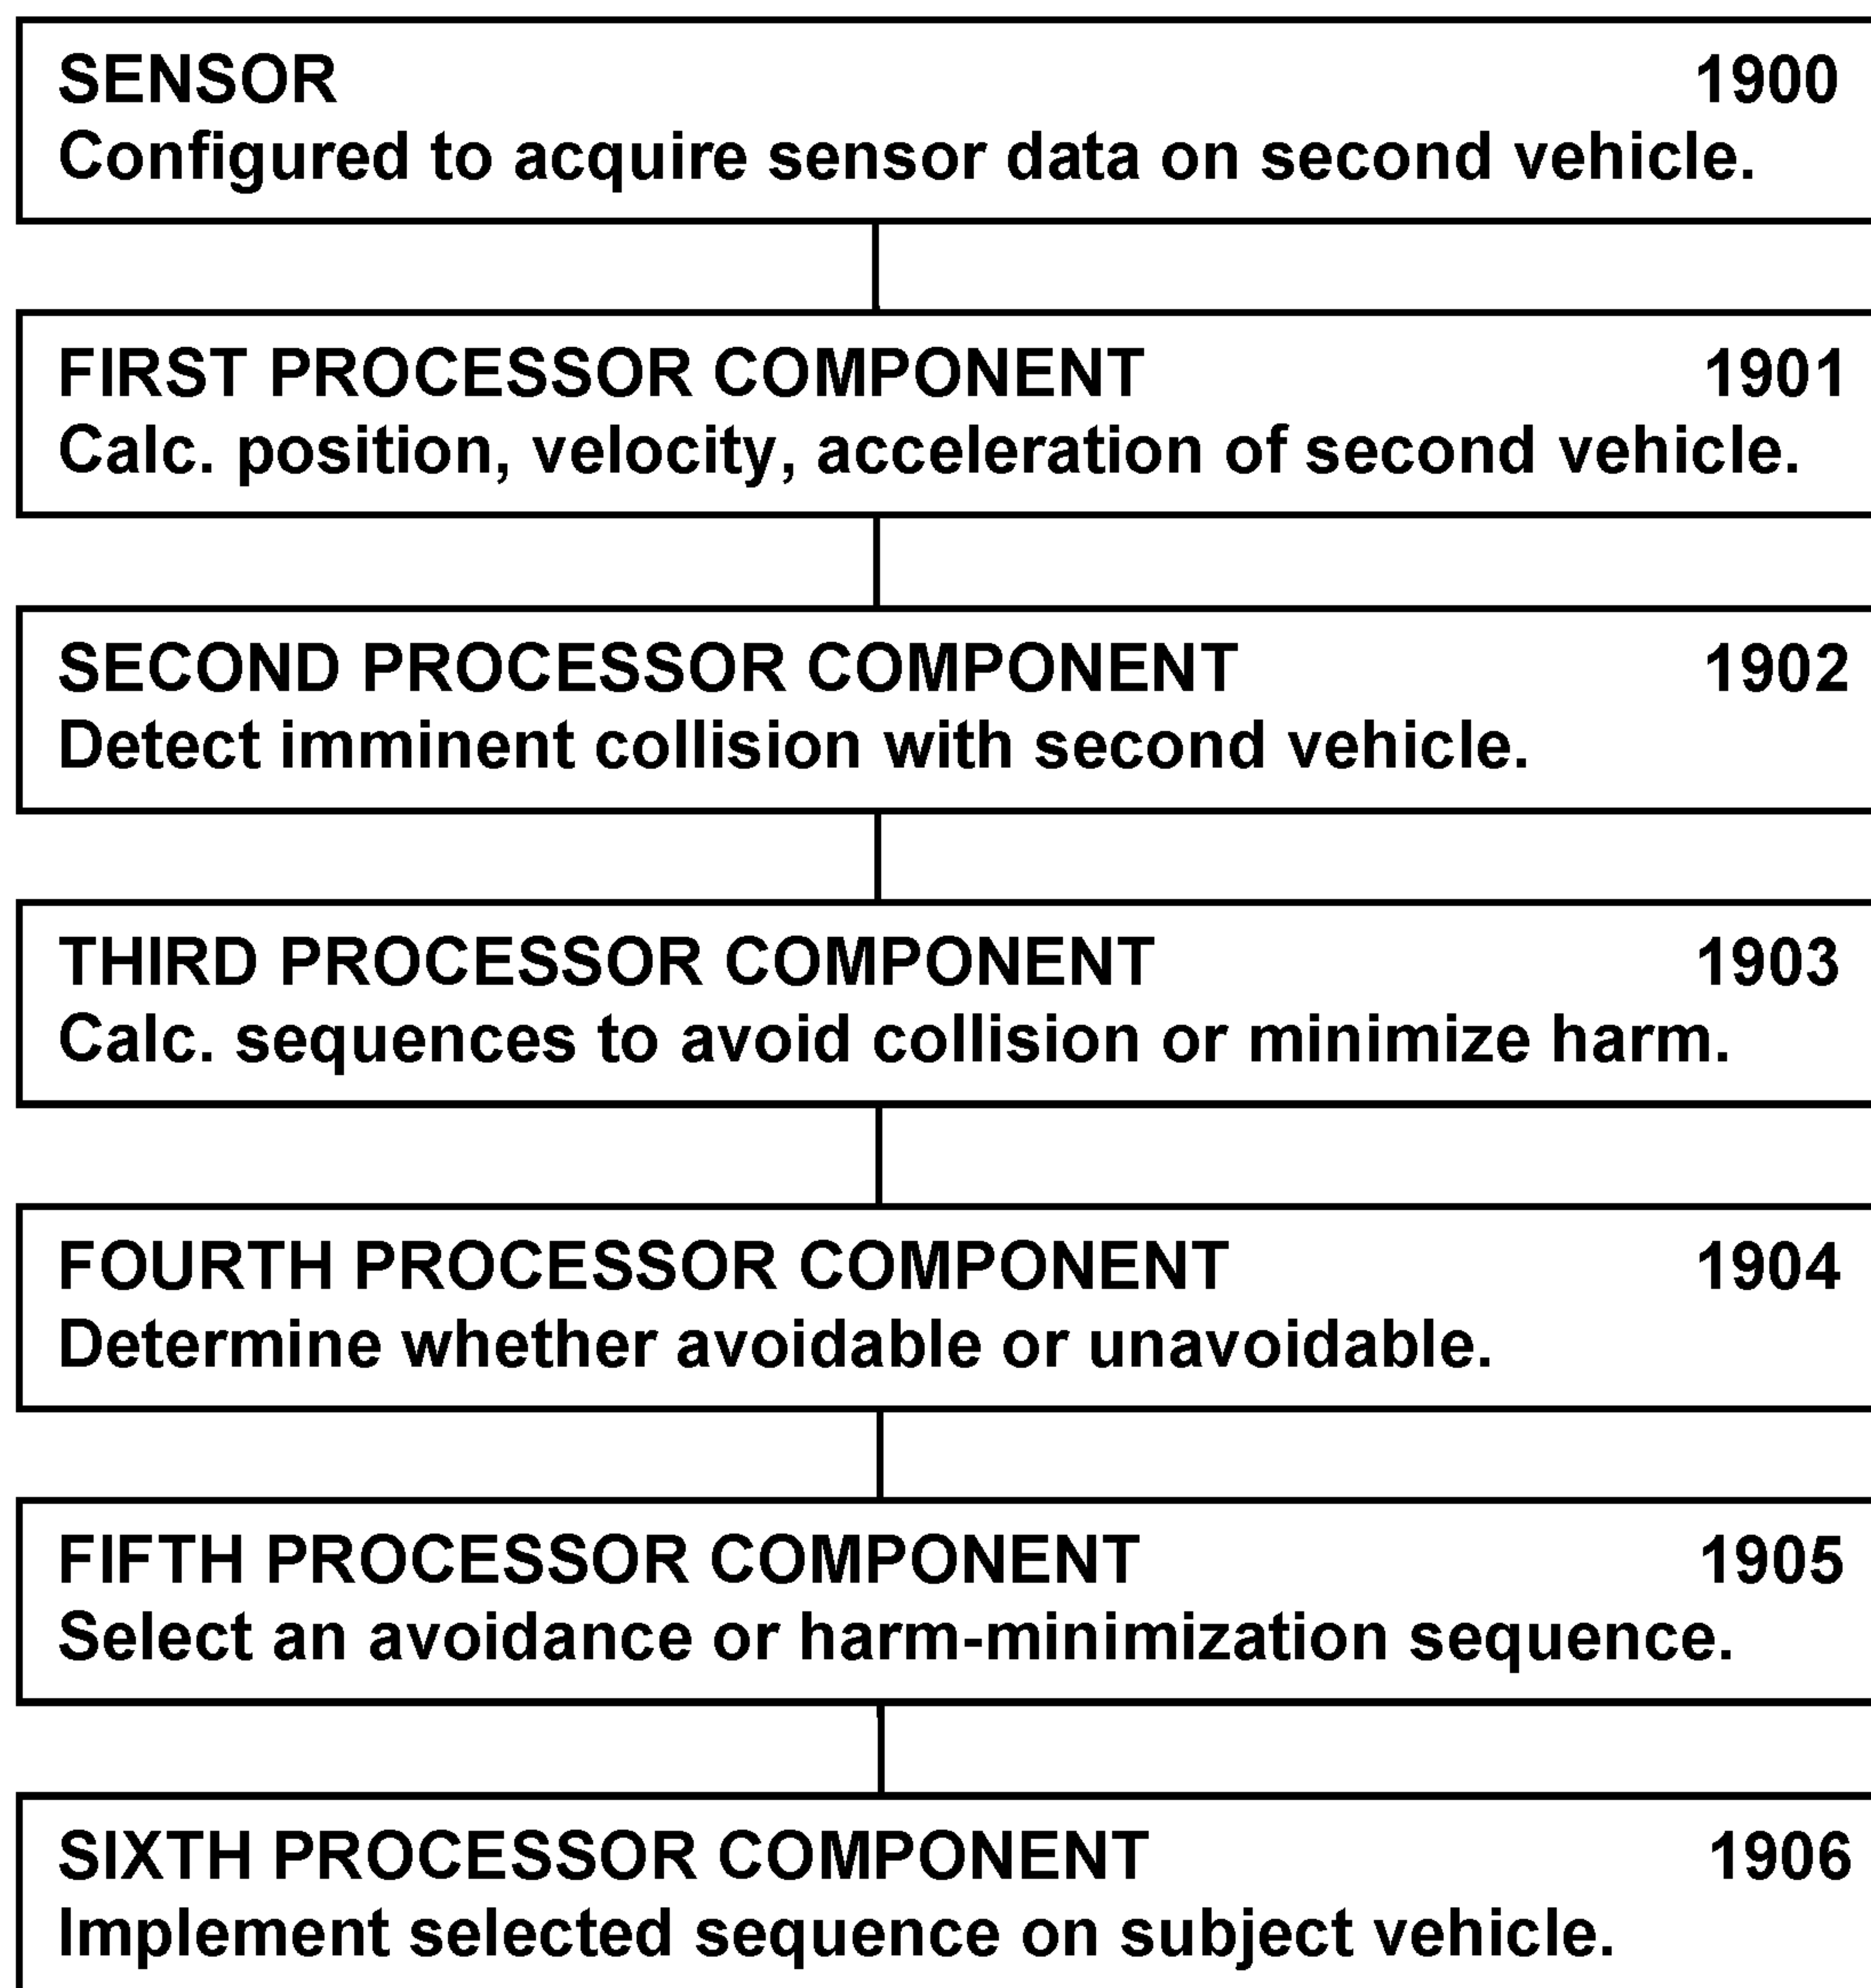 SENSOR 1900
Configured to acquire sensor data on second vehicle.
FIRST PROCESSOR COMPONENT 1901
Calc. position, velocity, acceleration of second vehicle.
SECOND PROCESSOR COMPONENT 1902
Detect imminent collision with second vehicle.
THIRD PROCESSOR COMPONENT 1903
Calc. sequences to avoid collision or minimize harm.
FOURTH PROCESSOR COMPONENT 1904
Determine whether avoidable or unavoidable.
FIFTH PROCESSOR COMPONENT 1905
Select an avoidance or harm-minimization sequence.
SIXTH PROCESSOR COMPONENT 1906
Implement selected sequence on subject vehicle.